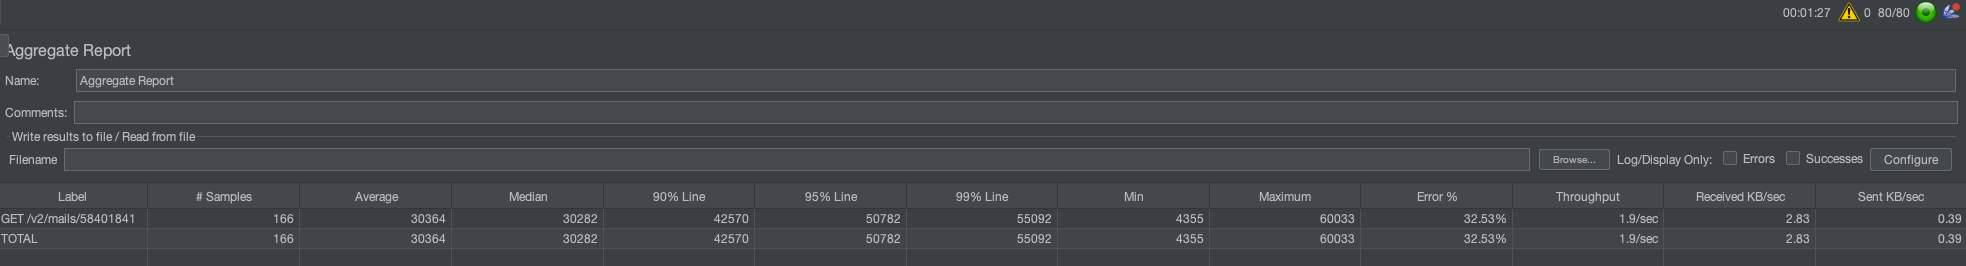 00:01:27 0 80/80
Aggregate Report
Name: Aggregate Report
Comments:
Write results to file / Read from file
Filename Browse... Log/Display Only: Errors Successes Configure
Label # Samples Average Median 90% Line 95% Line 99% Line Min Maximum Error % Throughput Received KB/sec Sent KB/sec
GET /v2/mails/58401841 166 30364 30282 42570 50782 55092 4355 60033 32.53% 1.9/sec 2.83 0.39
TOTAL 166 30364 30282 42570 50782 55092 4355 60033 32.53% 1.9/sec 2.83 0.39